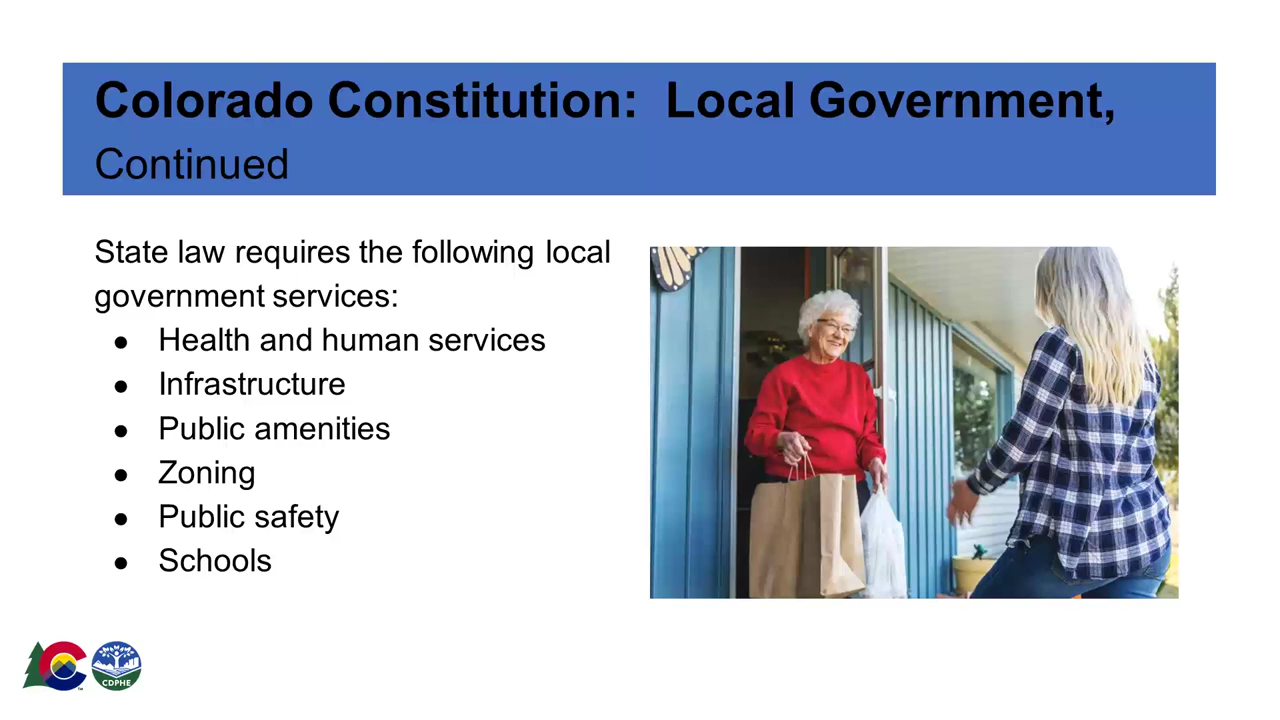 Colorado Constitution:  Local Government,
Continued
State law requires the following local
government services:
● Health and human services
● Infrastructure
● Public amenities
● Zoning
● Public safety
● Schools
CDPHE